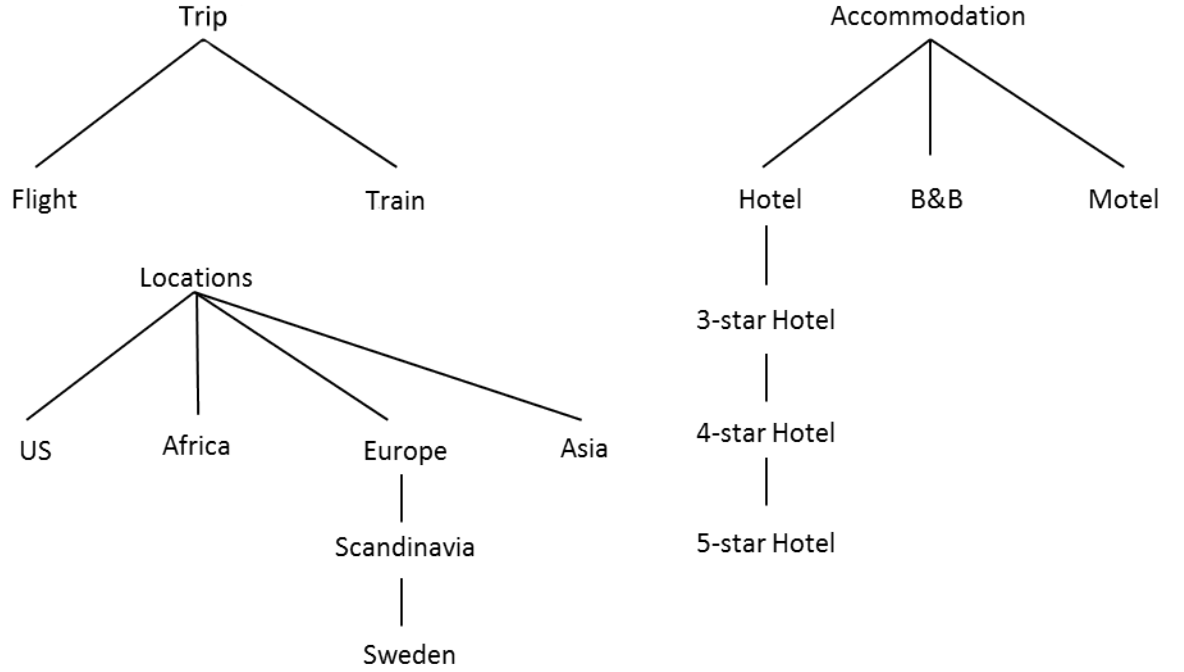 Trip
Flight
Train
Locations
US
Africa
Europe
Asia
Scandinavia
Sweden
Accommodation
Hotel
B&B
Motel
3-star Hotel
4-star Hotel
5-star Hotel